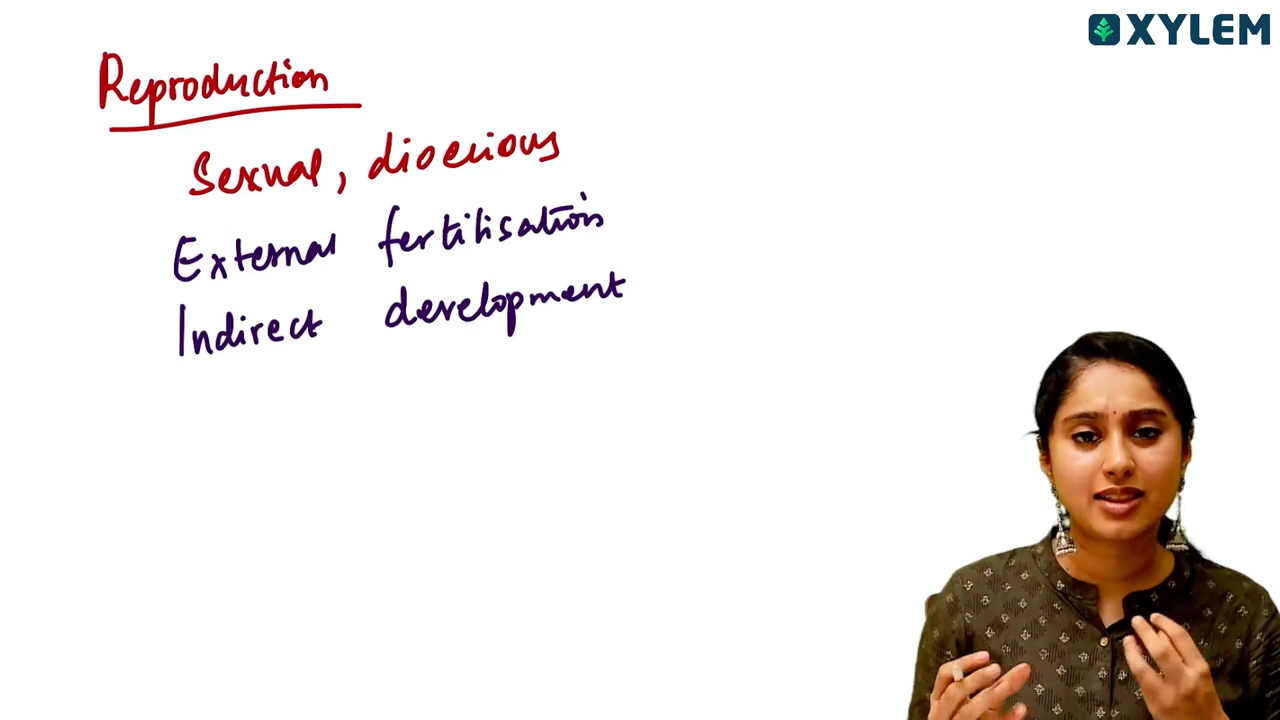 XYLEM
Reproduction
Sexual, dioecious
External fertilisation
Indirect development